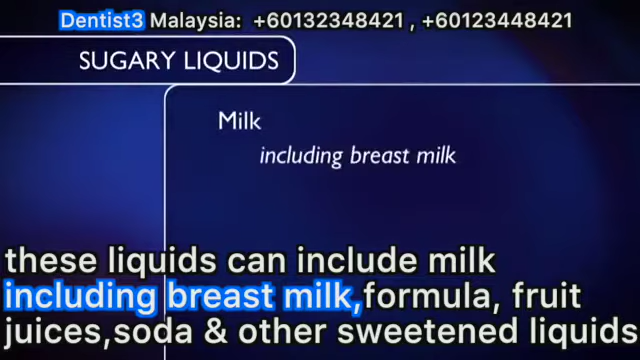 Dentist3 Malaysia: +60132348421 , +60123448421
SUGARY LIQUIDS
Milk
including breast milk
these liquids can include milk
including breast milk,formula, fruit
juices,soda & other sweetened liquids